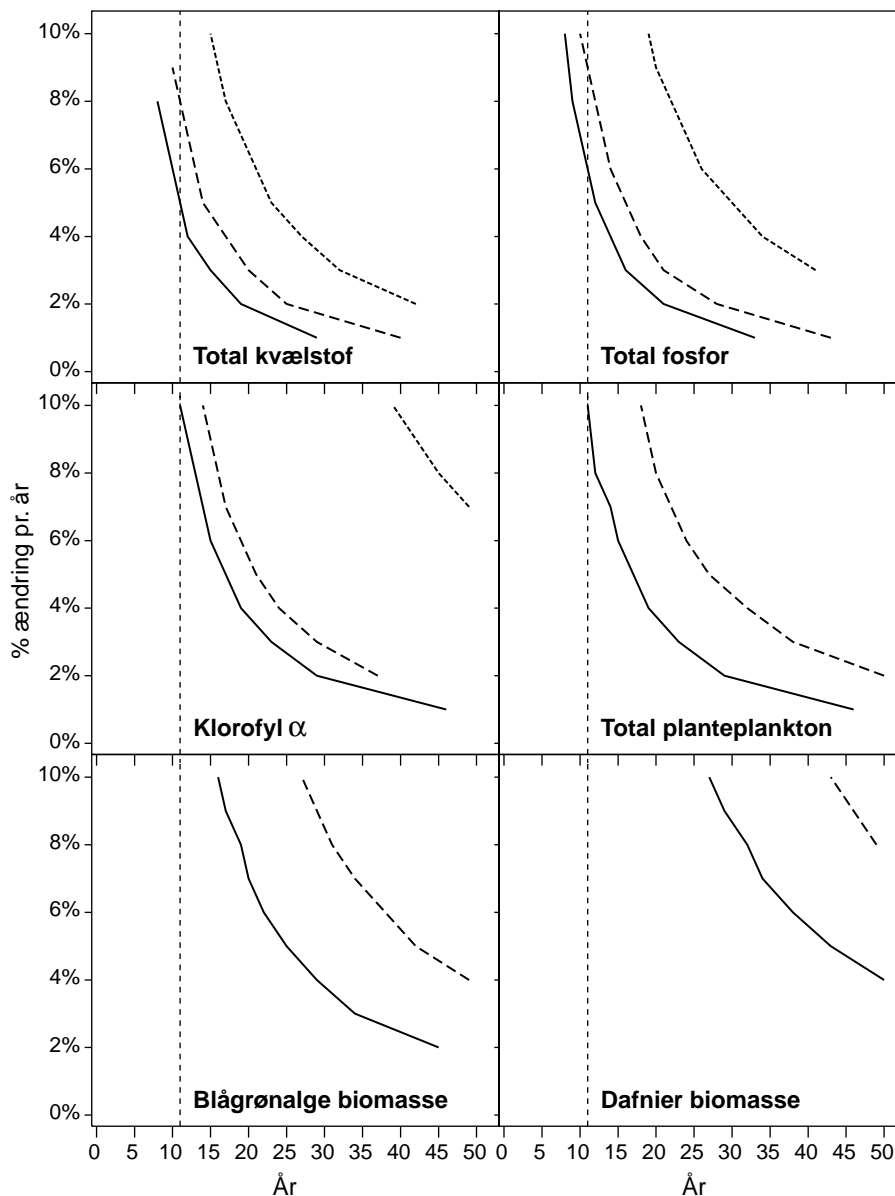 10%
8%
6%
4%
2%
0%
Total kvælstof
Total fosfor
10%
8%
6%
4%
2%
0%
Klorofyl α
Total planteplankton
% ændring pr. år
10%
8%
6%
4%
2%
0%
Blågrønalge biomasse
Dafnier biomasse
0 5 10 15 20 25 30 35 40 45 50
0 5 10 15 20 25 30 35 40 45 50
År
År